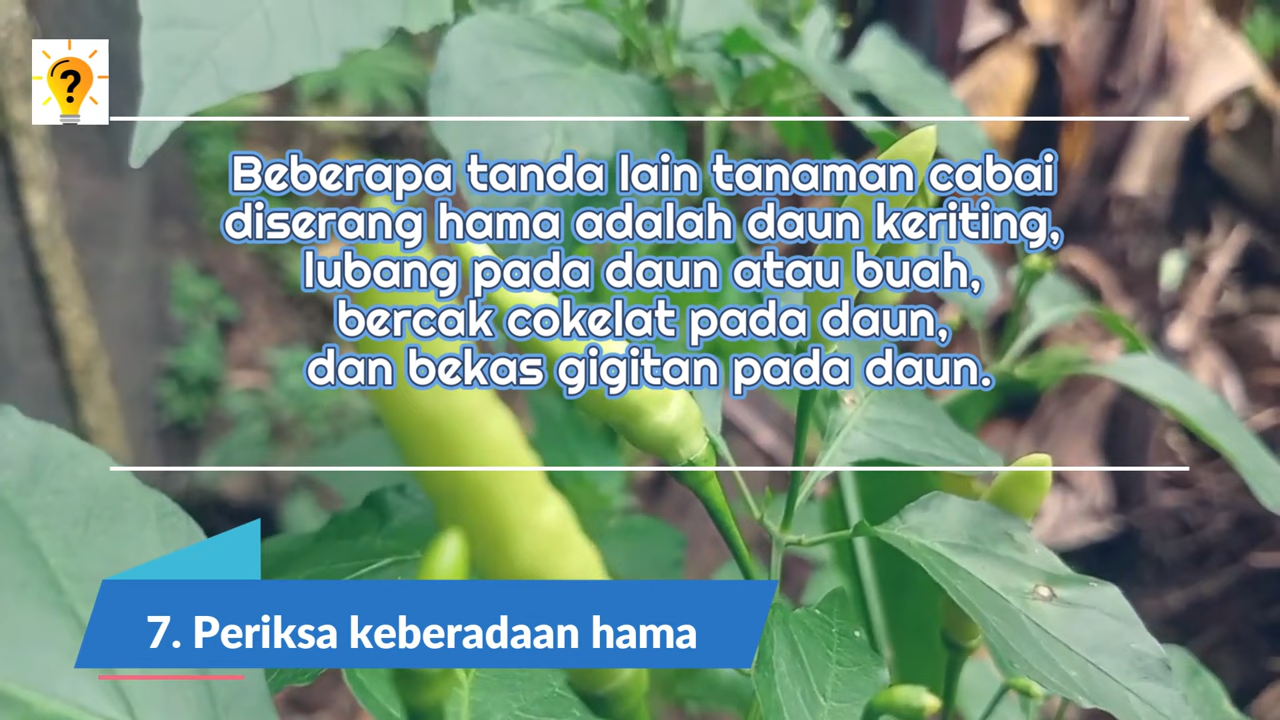 Beberapa tanda lain tanaman cabai
diserang hama adalah daun keriting,
lubang pada daun atau buah,
bercak cokelat pada daun,
dan bekas gigitan pada daun.
7. Periksa keberadaan hama